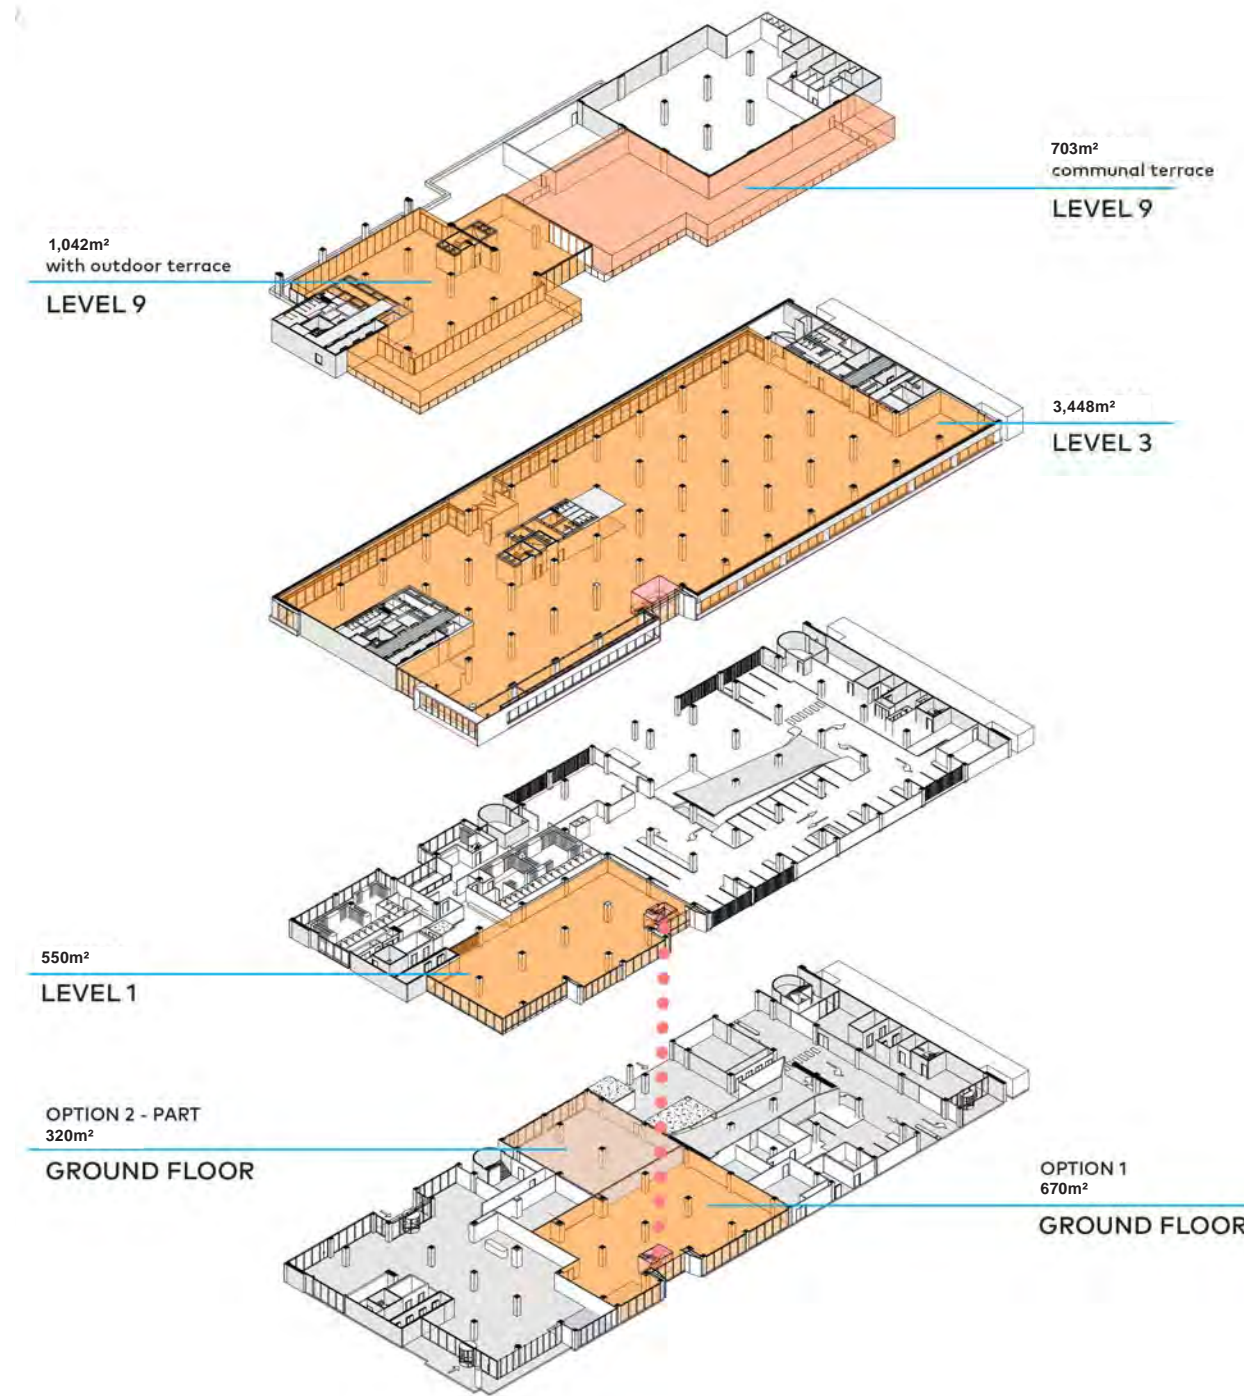 703m²
communal terrace
LEVEL 9
1,042m²
with outdoor terrace
LEVEL 9
3,448m²
LEVEL 3
550m²
LEVEL 1
OPTION 2 - PART
320m²
GROUND FLOOR
OPTION 1
670m²
GROUND FLOOR